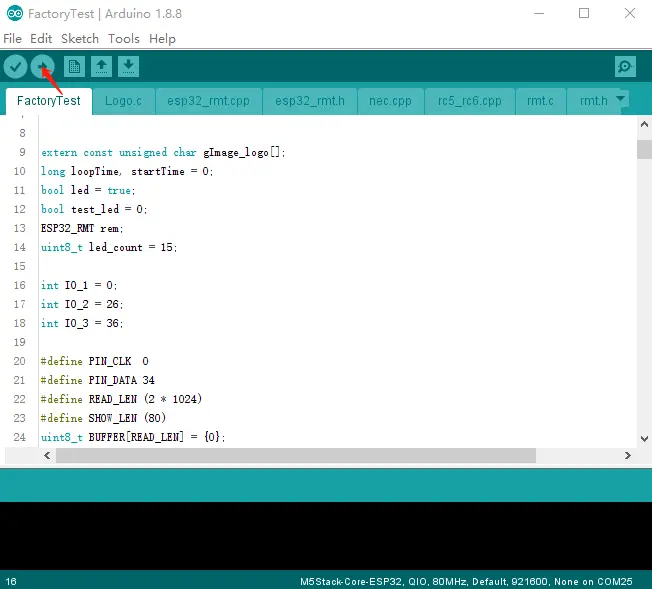 FactoryTest | Arduino 1.8.8
File Edit Sketch Tools Help
FactoryTest Logo.c esp32_rmt.cpp esp32_rmt.h nec.cpp rc5_rc6.cpp rmt.c rmt.h
8
9 extern const unsigned char gImage_logo[];
10 long loopTime, startTime = 0;
11 bool led = true;
12 bool test_led = 0;
13 ESP32_RMT rem;
14 uint8_t led_count = 15;
15
16 int IO_1 = 0;
17 int IO_2 = 26;
18 int IO_3 = 36;
19
20 #define PIN_CLK  0
21 #define PIN_DATA 34
22 #define READ_LEN (2 * 1024)
23 #define SHOW_LEN (80)
24 uint8_t BUFFER[READ_LEN] = {0};
16 M5Stack-Core-ESP32, QIO, 80MHz, Default, 921600, None on COM25